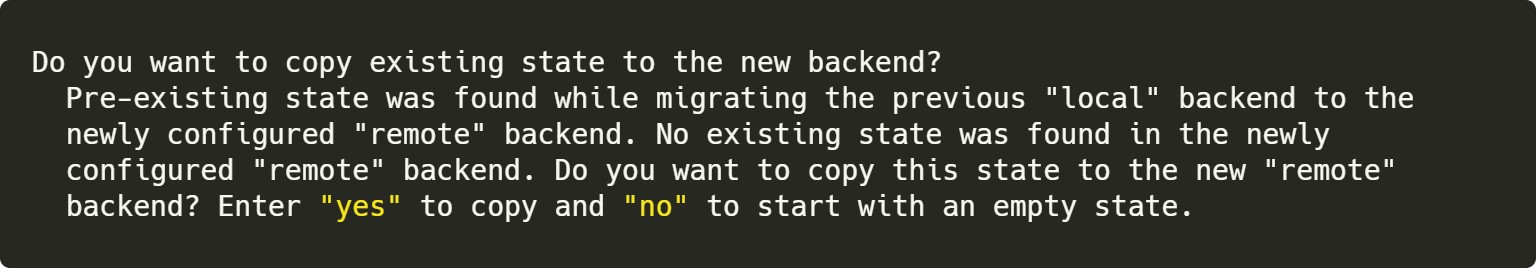 Do you want to copy existing state to the new backend?
Pre-existing state was found while migrating the previous "local" backend to the
newly configured "remote" backend. No existing state was found in the newly
configured "remote" backend. Do you want to copy this state to the new "remote"
backend? Enter "yes" to copy and "no" to start with an empty state.